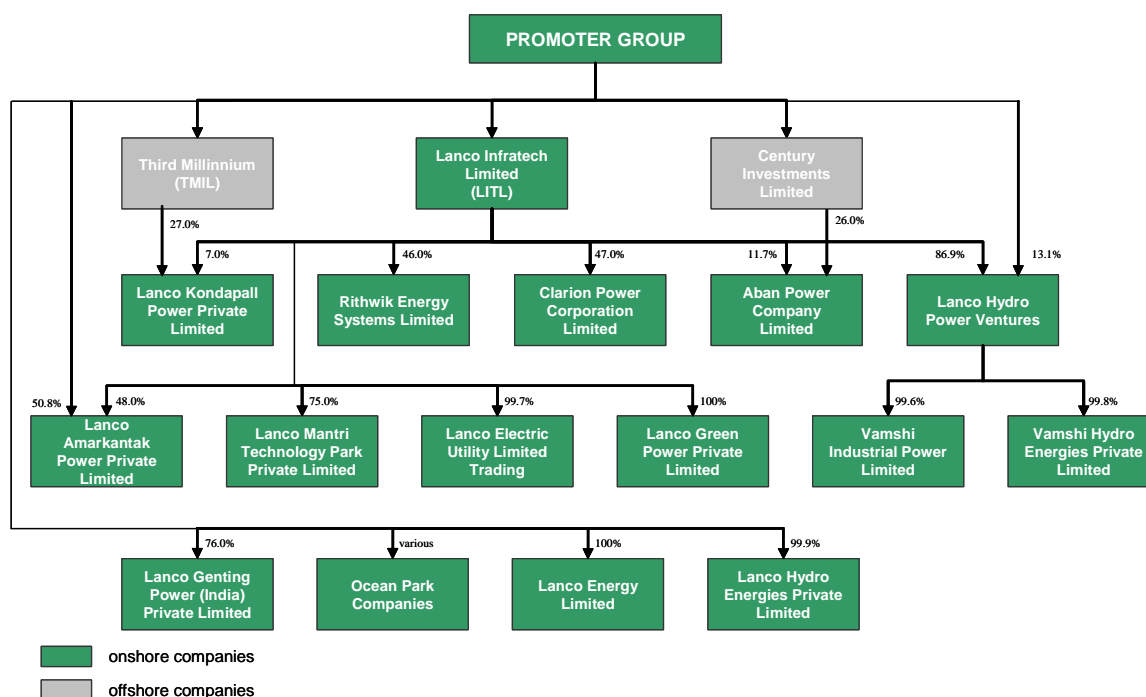 PROMOTER GROUP
Third Millinnium
(TMIL)
Lanco Infratech
Limited
(LITL)
Century
Investments
Limited
27.0%
26.0%
7.0%
46.0%
47.0%
11.7%
86.9%
13.1%
Lanco Kondapall
Power Private
Limited
Rithwik Energy
Systems Limited
Clarion Power
Corporation
Limited
Aban Power
Company
Limited
Lanco Hydro
Power Ventures
50.8%
48.0%
75.0%
99.7%
100%
99.6%
99.8%
Lanco
Amarkantak
Power Private
Limited
Lanco Mantri
Technology Park
Private Limited
Lanco Electric
Utility Limited
Trading
Lanco Green
Power Private
Limited
Vamshi
Industrial Power
Limited
Vamshi Hydro
Energies Private
Limited
76.0%
various
100%
99.9%
Lanco Genting
Power (India)
Private Limited
Ocean Park
Companies
Lanco Energy
Limited
Lanco Hydro
Energies Private
Limited
onshore companies
offshore companies